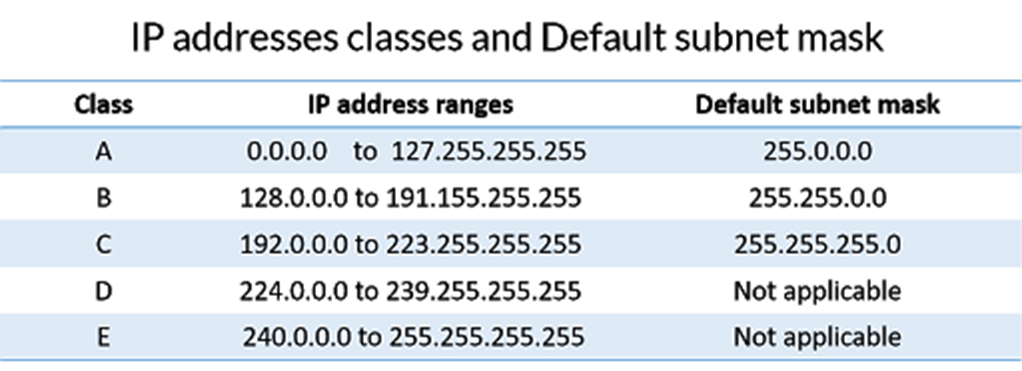 IP addresses classes and Default subnet mask
Class IP address ranges Default subnet mask
A 0.0.0.0 to 127.255.255.255 255.0.0.0
B 128.0.0.0 to 191.155.255.255 255.255.0.0
C 192.0.0.0 to 223.255.255.255 255.255.255.0
D 224.0.0.0 to 239.255.255.255 Not applicable
E 240.0.0.0 to 255.255.255.255 Not applicable